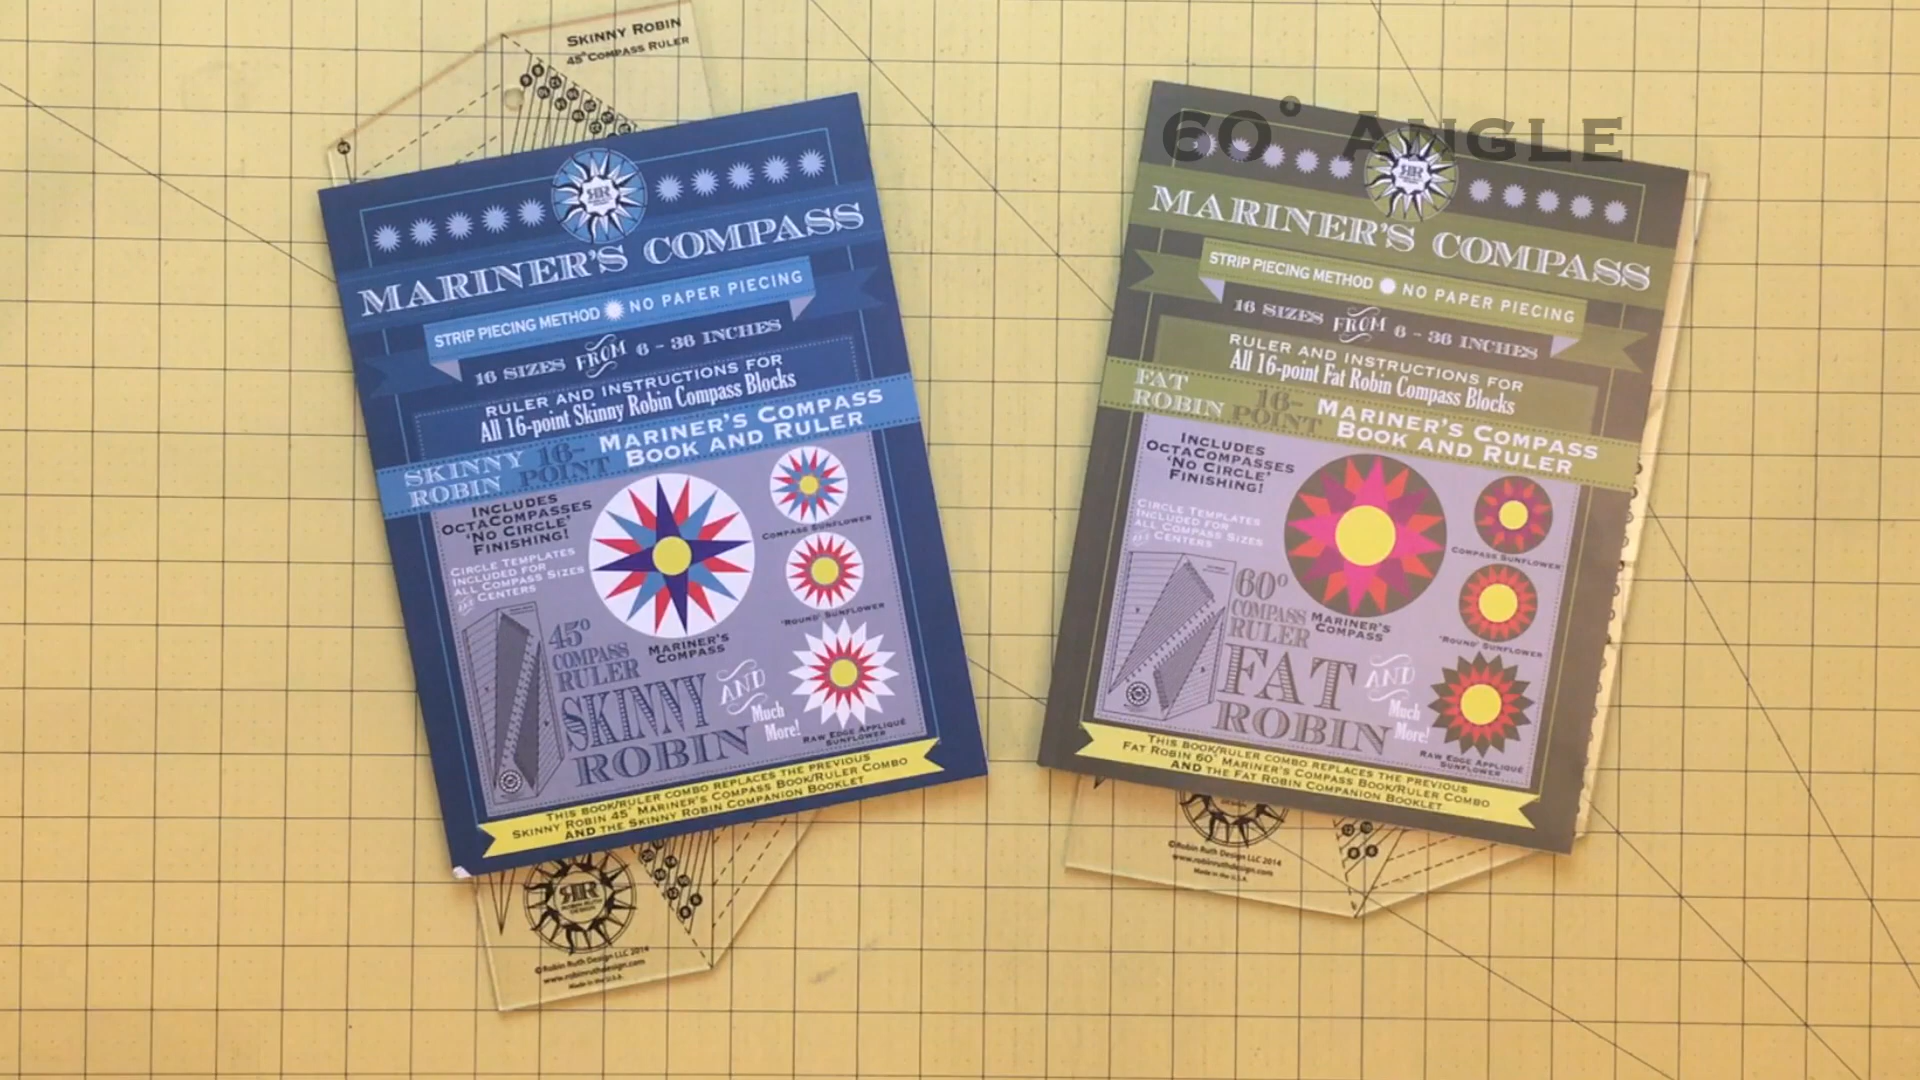 SKINNY ROBIN
45° COMPASS RULER
MARINER'S COMPASS
STRIP PIECING METHOD NO PAPER PIECING
16 SIZES FROM 6 - 36 INCHES
RULER AND INSTRUCTIONS FOR
All 16-point Skinny Robin Compass Blocks
SKINNY ROBIN
16-POINT
MARINER'S COMPASS
BOOK AND RULER
INCLUDES
OCTACOMPASSES
'NO CIRCLE'
FINISHING!
CIRCLE TEMPLATES
INCLUDED FOR
ALL COMPASS SIZES
CENTERS
45°
COMPASS
RULER
SKINNY
ROBIN
MARINER'S
COMPASS
COMPASS SUNFLOWER
'ROUND' SUNFLOWER
AND
Much
More!
RAW EDGE APPLIQUÉ
SUNFLOWER
THIS BOOK/RULER COMBO REPLACES THE PREVIOUS
SKINNY ROBIN 45° MARINER'S COMPASS BOOK/RULER COMBO
AND THE SKINNY ROBIN COMPANION BOOKLET
RR
ROBIN RUTH
DESIGN
©Robin Ruth Design LLC 2014
www.robinruthdesign.com
Made in the U.S.A.
60° ANGLE
MARINER'S COMPASS
STRIP PIECING METHOD NO PAPER PIECING
16 SIZES FROM 6 - 36 INCHES
RULER AND INSTRUCTIONS FOR
All 16-point Fat Robin Compass Blocks
FAT ROBIN
16-POINT
MARINER'S COMPASS
BOOK AND RULER
INCLUDES
OCTACOMPASSES
'NO CIRCLE'
FINISHING!
CIRCLE TEMPLATES
INCLUDED FOR
ALL COMPASS SIZES
CENTERS
60°
COMPASS
RULER
FAT
ROBIN
MARINER'S
COMPASS
COMPASS SUNFLOWER
'ROUND' SUNFLOWER
AND
Much
More!
RAW EDGE APPLIQUÉ
SUNFLOWER
THIS BOOK/RULER COMBO REPLACES THE PREVIOUS
FAT ROBIN 60° MARINER'S COMPASS BOOK/RULER COMBO
AND THE FAT ROBIN COMPANION BOOKLET
©Robin Ruth Design LLC 2014
www.robinruthdesign.com
Made in the U.S.A.